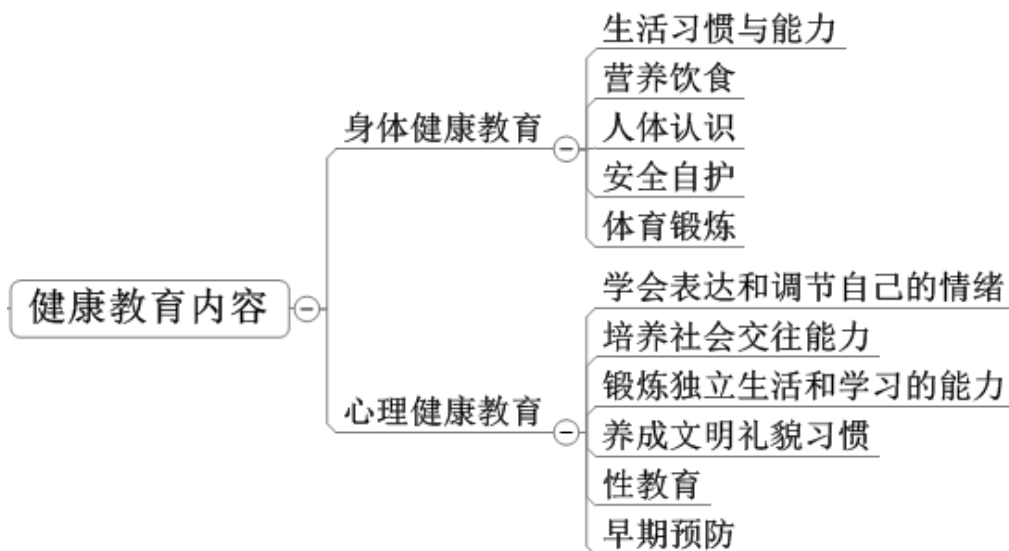 健康教育内容
身体健康教育
生活习惯与能力
营养饮食
人体认识
安全自护
体育锻炼
心理健康教育
学会表达和调节自己的情绪
培养社会交往能力
锻炼独立生活和学习的能力
养成文明礼貌习惯
性教育
早期预防